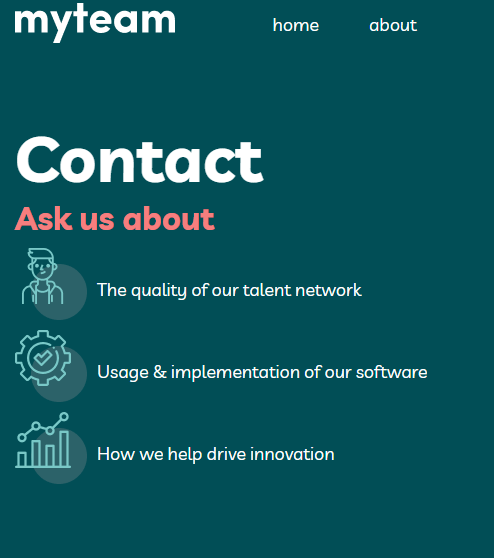 myteam
home about
Contact
Ask us about
The quality of our talent network
Usage & implementation of our software
How we help drive innovation